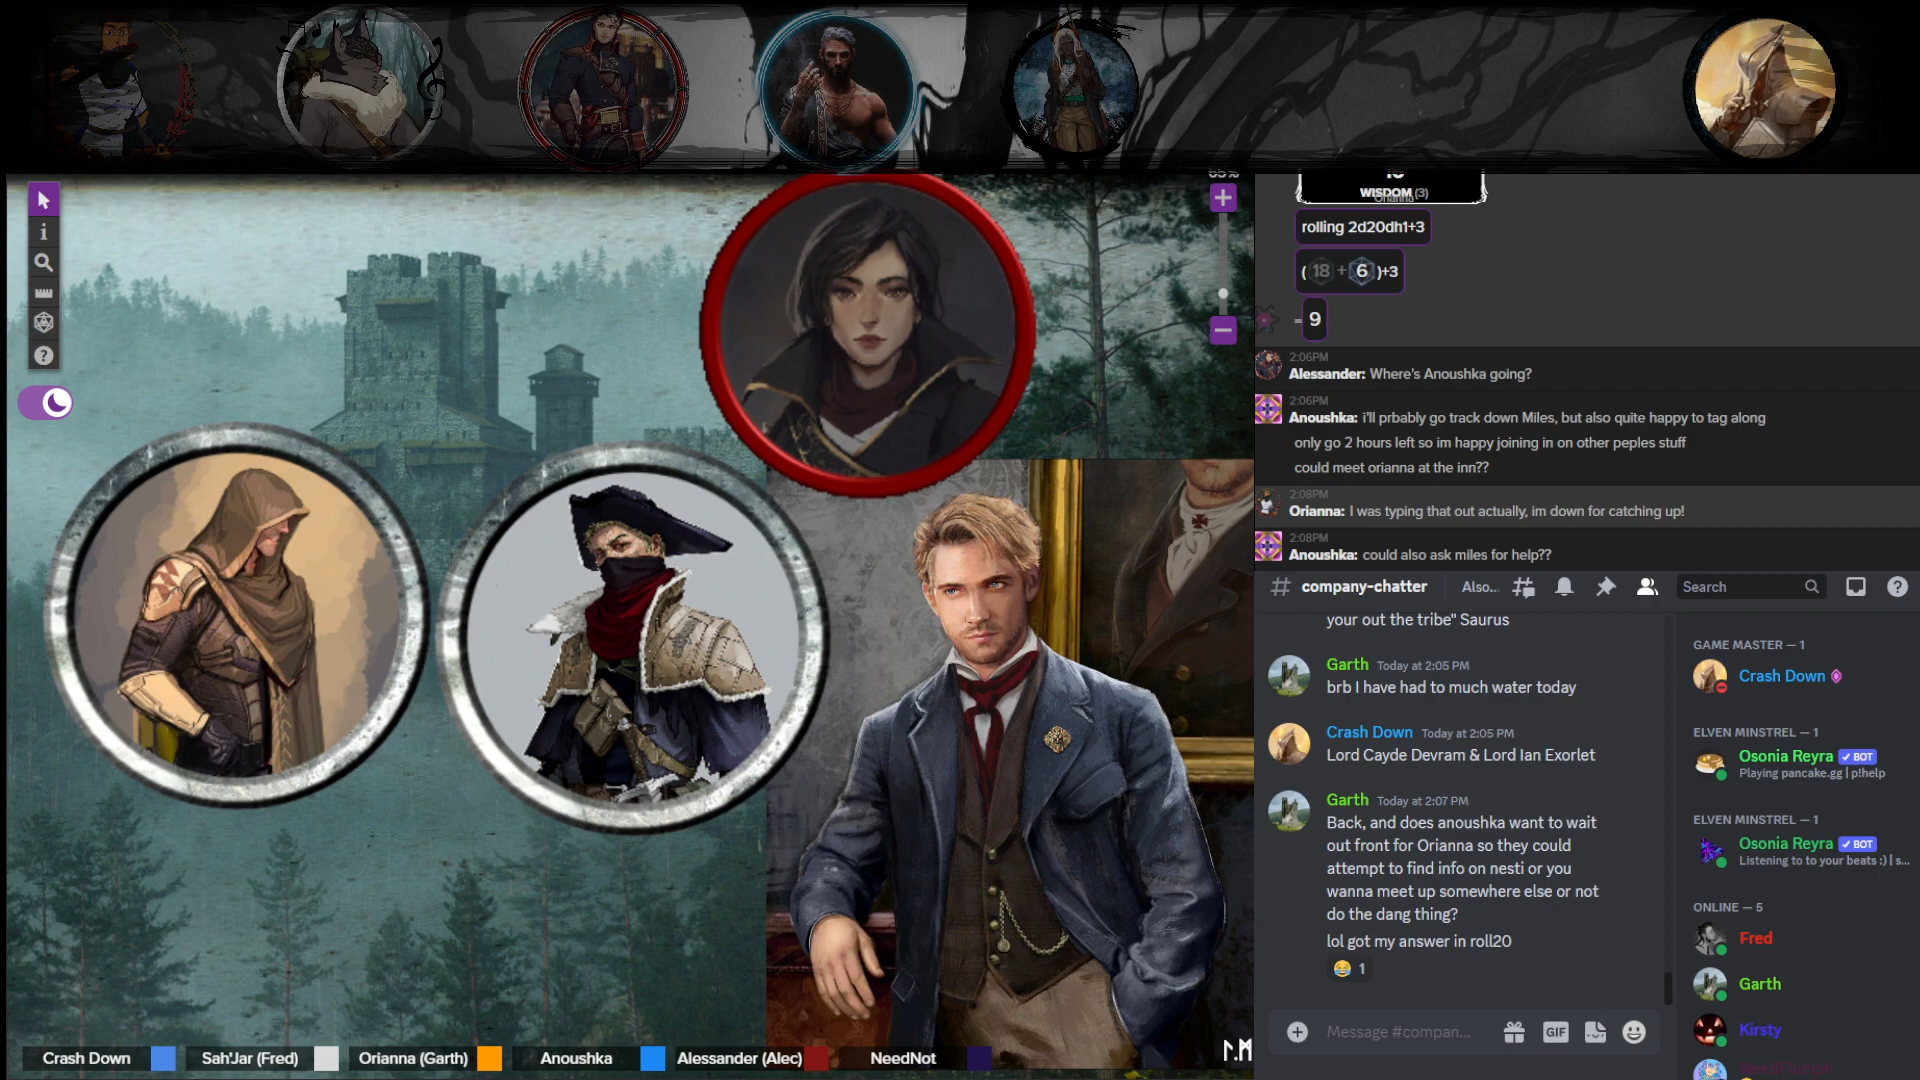 65%
WISDOM (3)
Orianna
rolling 2d20dh1+3
(18+6)+3
9
2:06PM
Alessander: Where's Anoushka going?
2:06PM
Anoushka: i'll prbably go track down Miles, but also quite happy to tag along
only go 2 hours left so im happy joining in on other peples stuff
could meet orianna at the inn??
2:08PM
Orianna: I was typing that out actually, im down for catching up!
2:08PM
Anoushka: could also ask miles for help??
# company-chatter
Also...
Search
your out the tribe" Saurus
Garth Today at 2:05 PM
brb I have had to much water today
Crash Down Today at 2:05 PM
Lord Cayde Devram & Lord Ian Exorlet
Garth Today at 2:07 PM
Back, and does anoushka want to wait
out front for Orianna so they could
attempt to find info on nesti or you
wanna meet up somewhere else or not
do the dang thing?
lol got my answer in roll20
😂 1
Message #compan...
GIF
GAME MASTER — 1
Crash Down
ELVEN MINSTREL — 1
Osonia Reyra ✓ BOT
Playing pancake.gg | p!help
ELVEN MINSTREL — 1
Osonia Reyra ✓ BOT
Listening to to your beats :) | s...
ONLINE — 5
Fred
Garth
Kirsty
Crash Down
Sah'Jar (Fred)
Orianna (Garth)
Anoushka
Alessander (Alec)
NeedNot